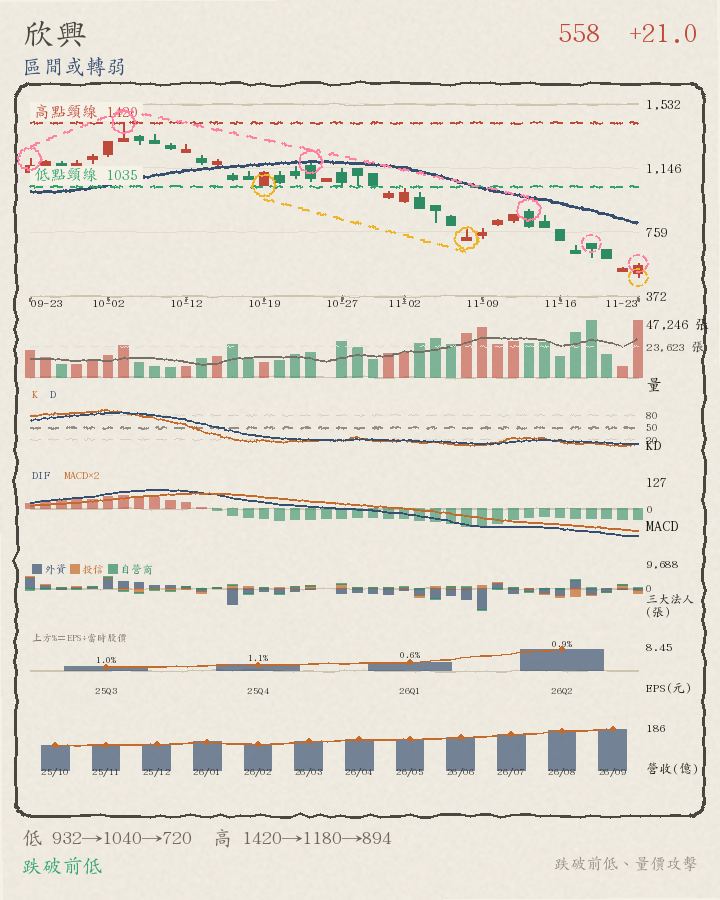 欣興
558 +21.0
區間或轉弱
高點頸線 1420
低點頸線 1035
1,532
1,146
759
372
09-23 10-02 10-12 10-19 10-27 11-02 11-09 11-16 11-23
47,246 張
23,623 張
量
K D
80
50
20
KD
DIF MACD×2
127
0
MACD
外資 投信 自營商
9,688
0
三大法人
(張)
上方%=EPS÷當時股價
8.45
1.0% 1.1% 0.6% 0.9%
25Q3 25Q4 26Q1 26Q2
EPS(元)
186
25/10 25/11 25/12 26/01 26/02 26/03 26/04 26/05 26/06 26/07 26/08 26/09
營收(億)
低 932→1040→720 高 1420→1180→894
跌破前低
跌破前低、量價攻擊